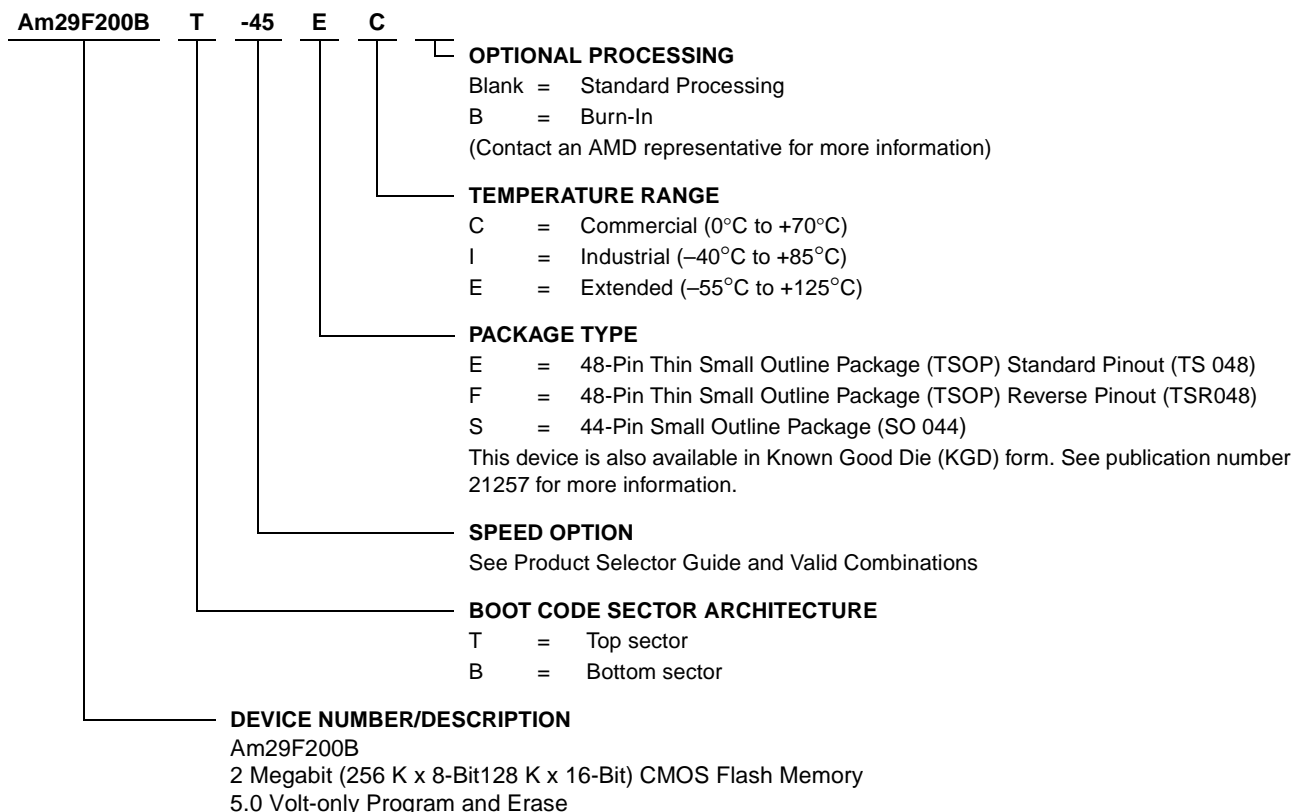 Am29F200B T -45 E C
OPTIONAL PROCESSING
Blank = Standard Processing
B = Burn-In
(Contact an AMD representative for more information)
TEMPERATURE RANGE
C = Commercial (0°C to +70°C)
I = Industrial (–40°C to +85°C)
E = Extended (–55°C to +125°C)
PACKAGE TYPE
E = 48-Pin Thin Small Outline Package (TSOP) Standard Pinout (TS 048)
F = 48-Pin Thin Small Outline Package (TSOP) Reverse Pinout (TSR048)
S = 44-Pin Small Outline Package (SO 044)
This device is also available in Known Good Die (KGD) form. See publication number
21257 for more information.
SPEED OPTION
See Product Selector Guide and Valid Combinations
BOOT CODE SECTOR ARCHITECTURE
T = Top sector
B = Bottom sector
DEVICE NUMBER/DESCRIPTION
Am29F200B
2 Megabit (256 K x 8-Bit128 K x 16-Bit) CMOS Flash Memory
5.0 Volt-only Program and Erase